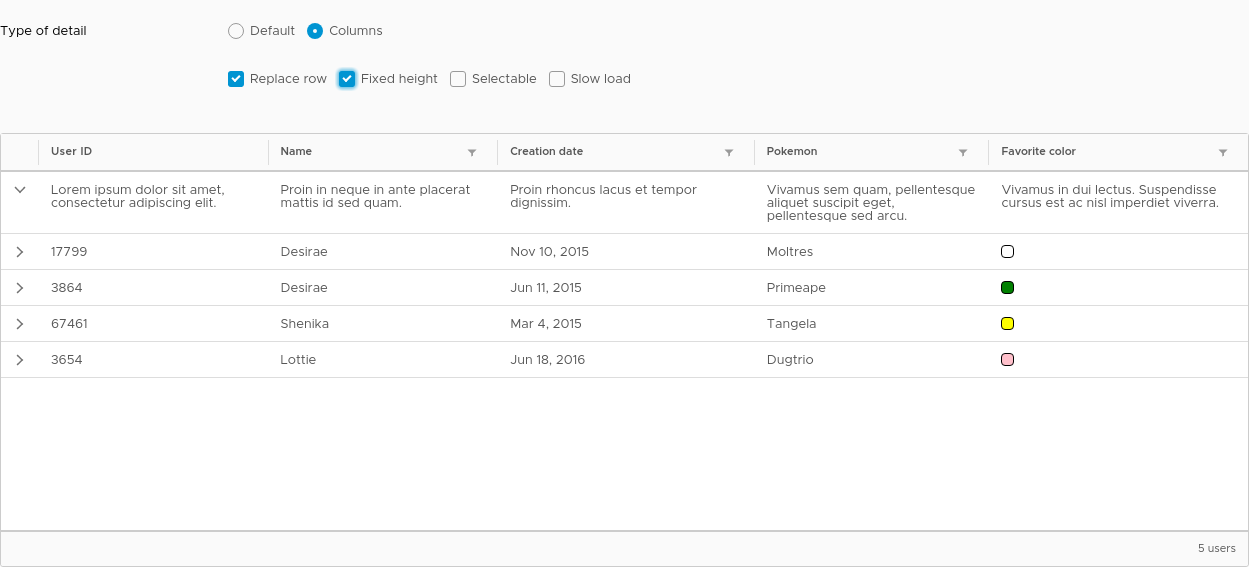 Type of detail Default Columns
Replace row Fixed height Selectable Slow load
User ID Name Creation date Pokemon Favorite color
Lorem ipsum dolor sit amet, Proin in neque in ante placerat Proin rhoncus lacus et tempor Vivamus sem quam, pellentesque Vivamus in dui lectus. Suspendisse
consectetur adipiscing elit. mattis id sed quam. dignissim. aliquet suscipit eget, cursus est ac nisl imperdiet viverra.
pellentesque sed arcu.
17799 Desirae Nov 10, 2015 Moltres
3864 Desirae Jun 11, 2015 Primeape
67461 Shenika Mar 4, 2015 Tangela
3654 Lottie Jun 18, 2016 Dugtrio
5 users